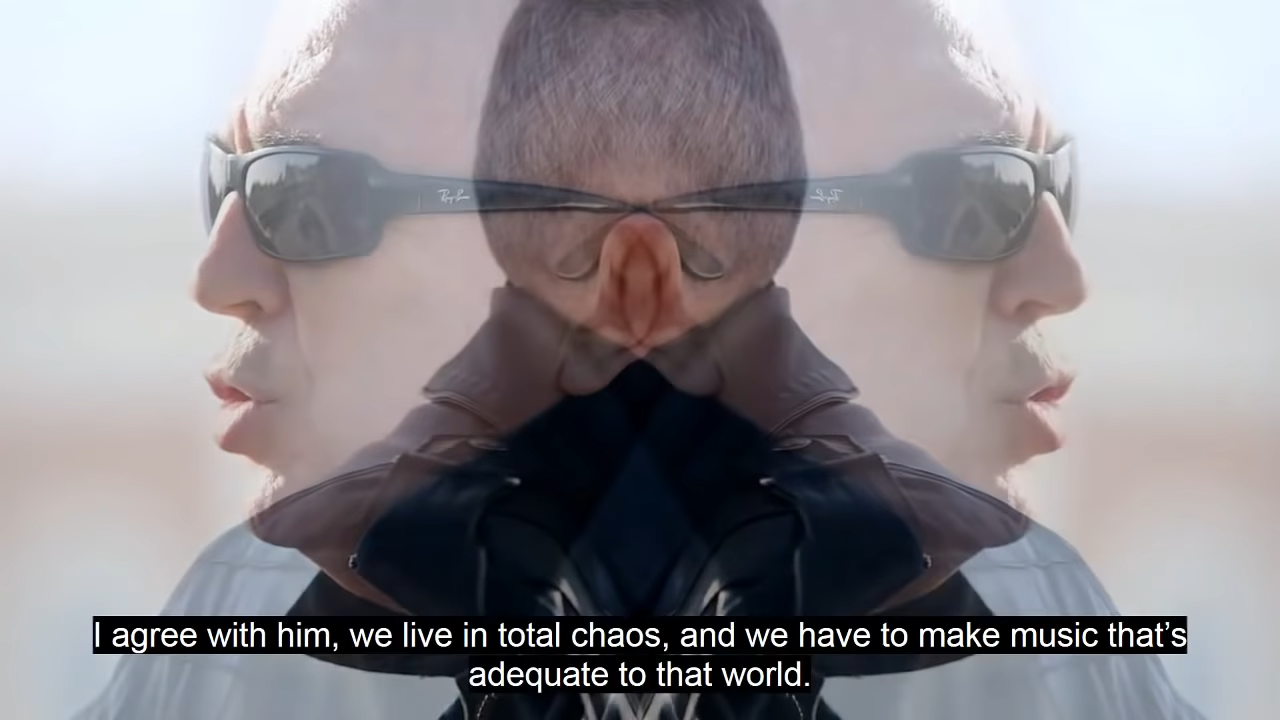 I agree with him, we live in total chaos, and we have to make music that’s
adequate to that world.